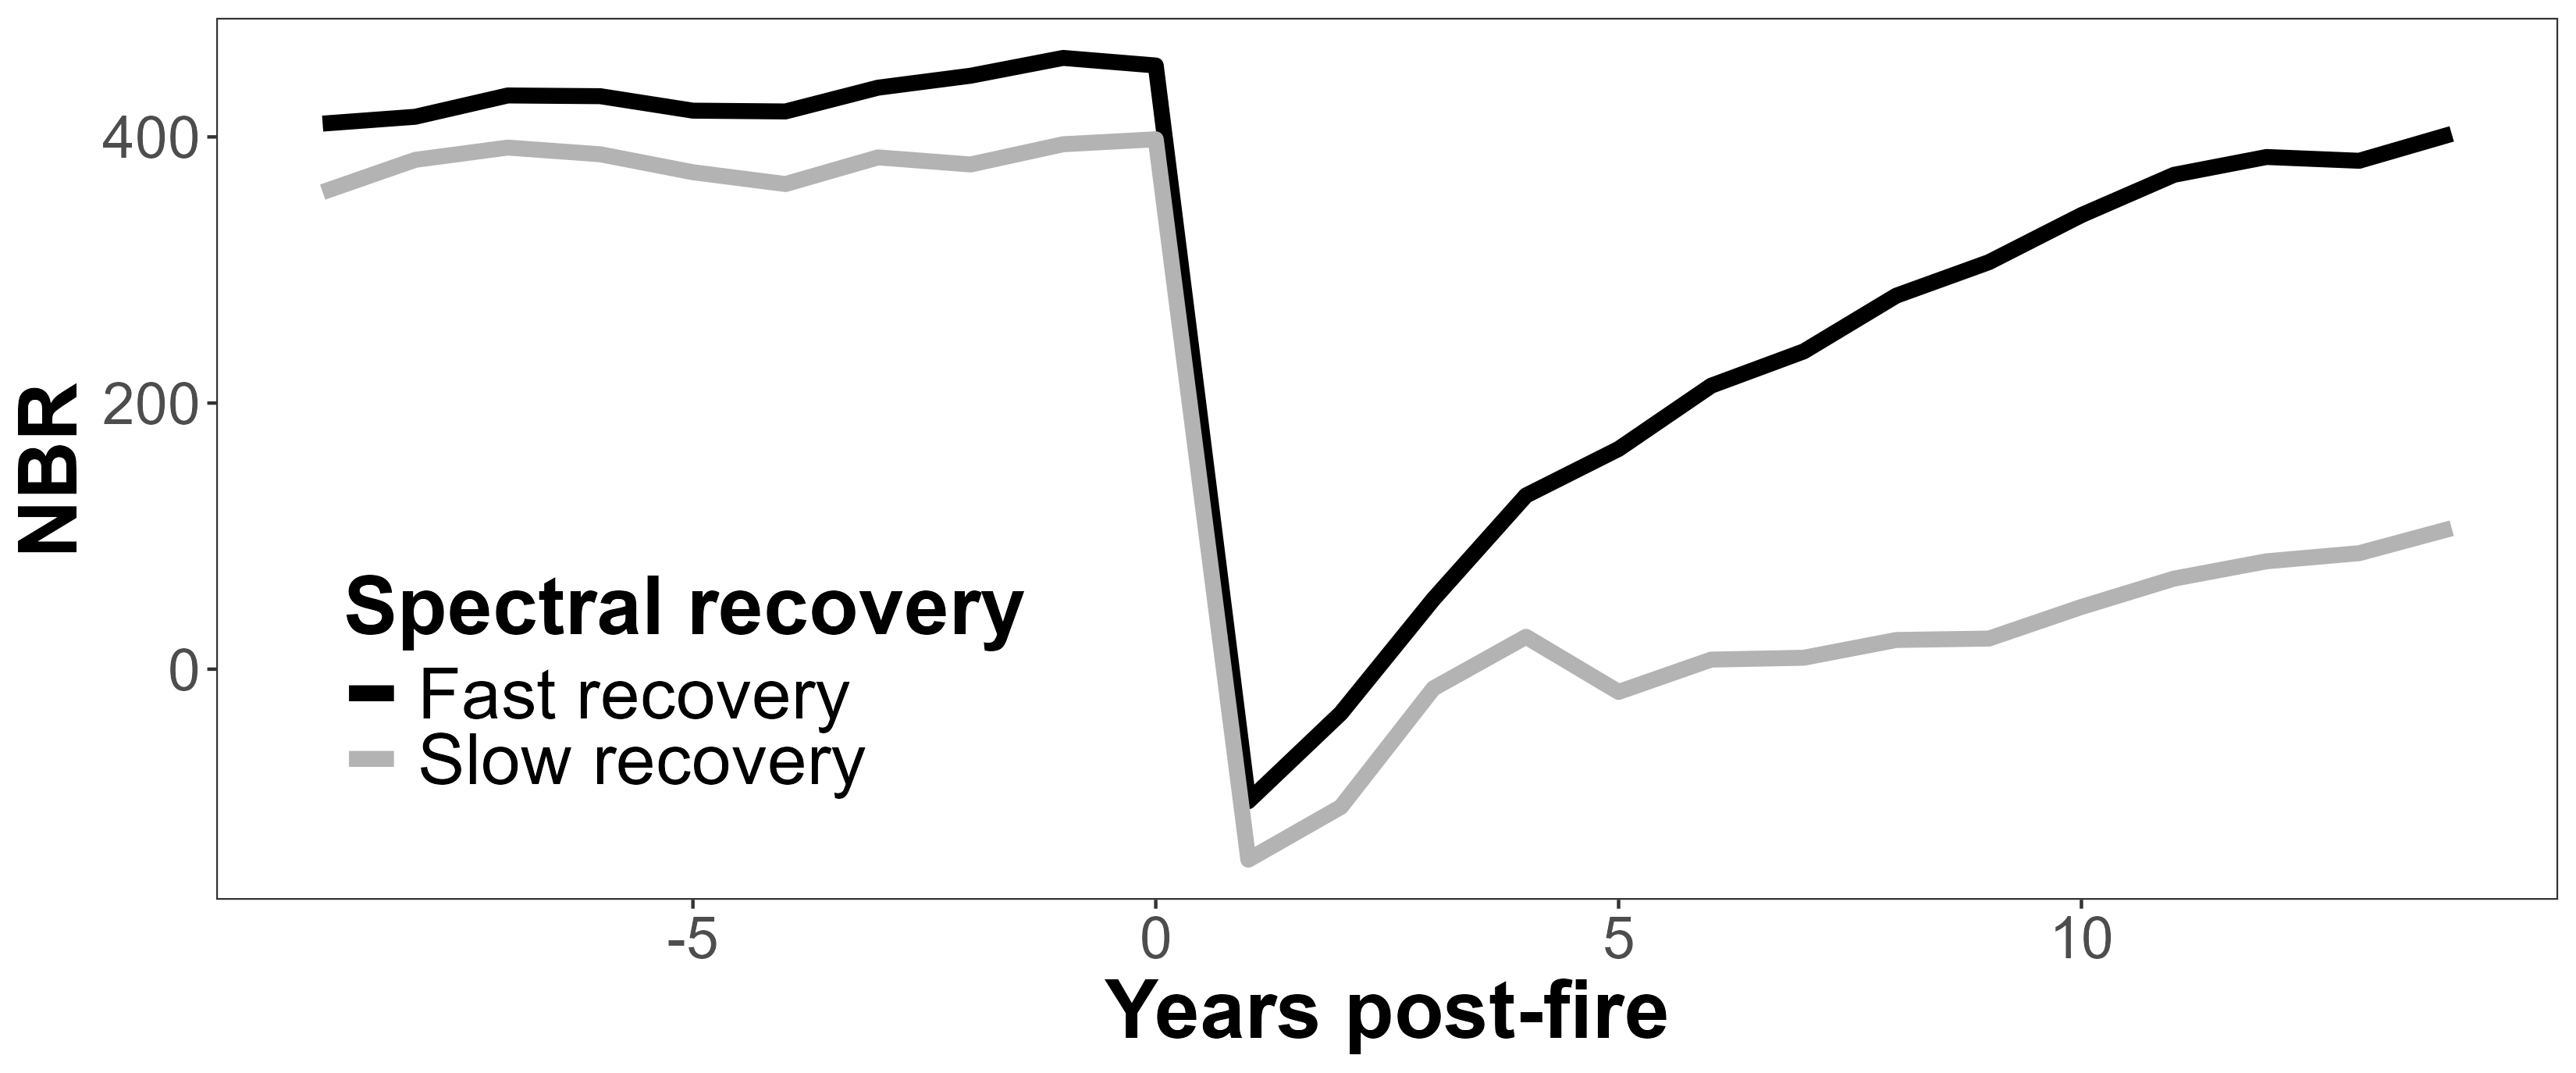 NBR
400
200
0
Spectral recovery
Fast recovery
Slow recovery
-5 0 5 10
Years post-fire